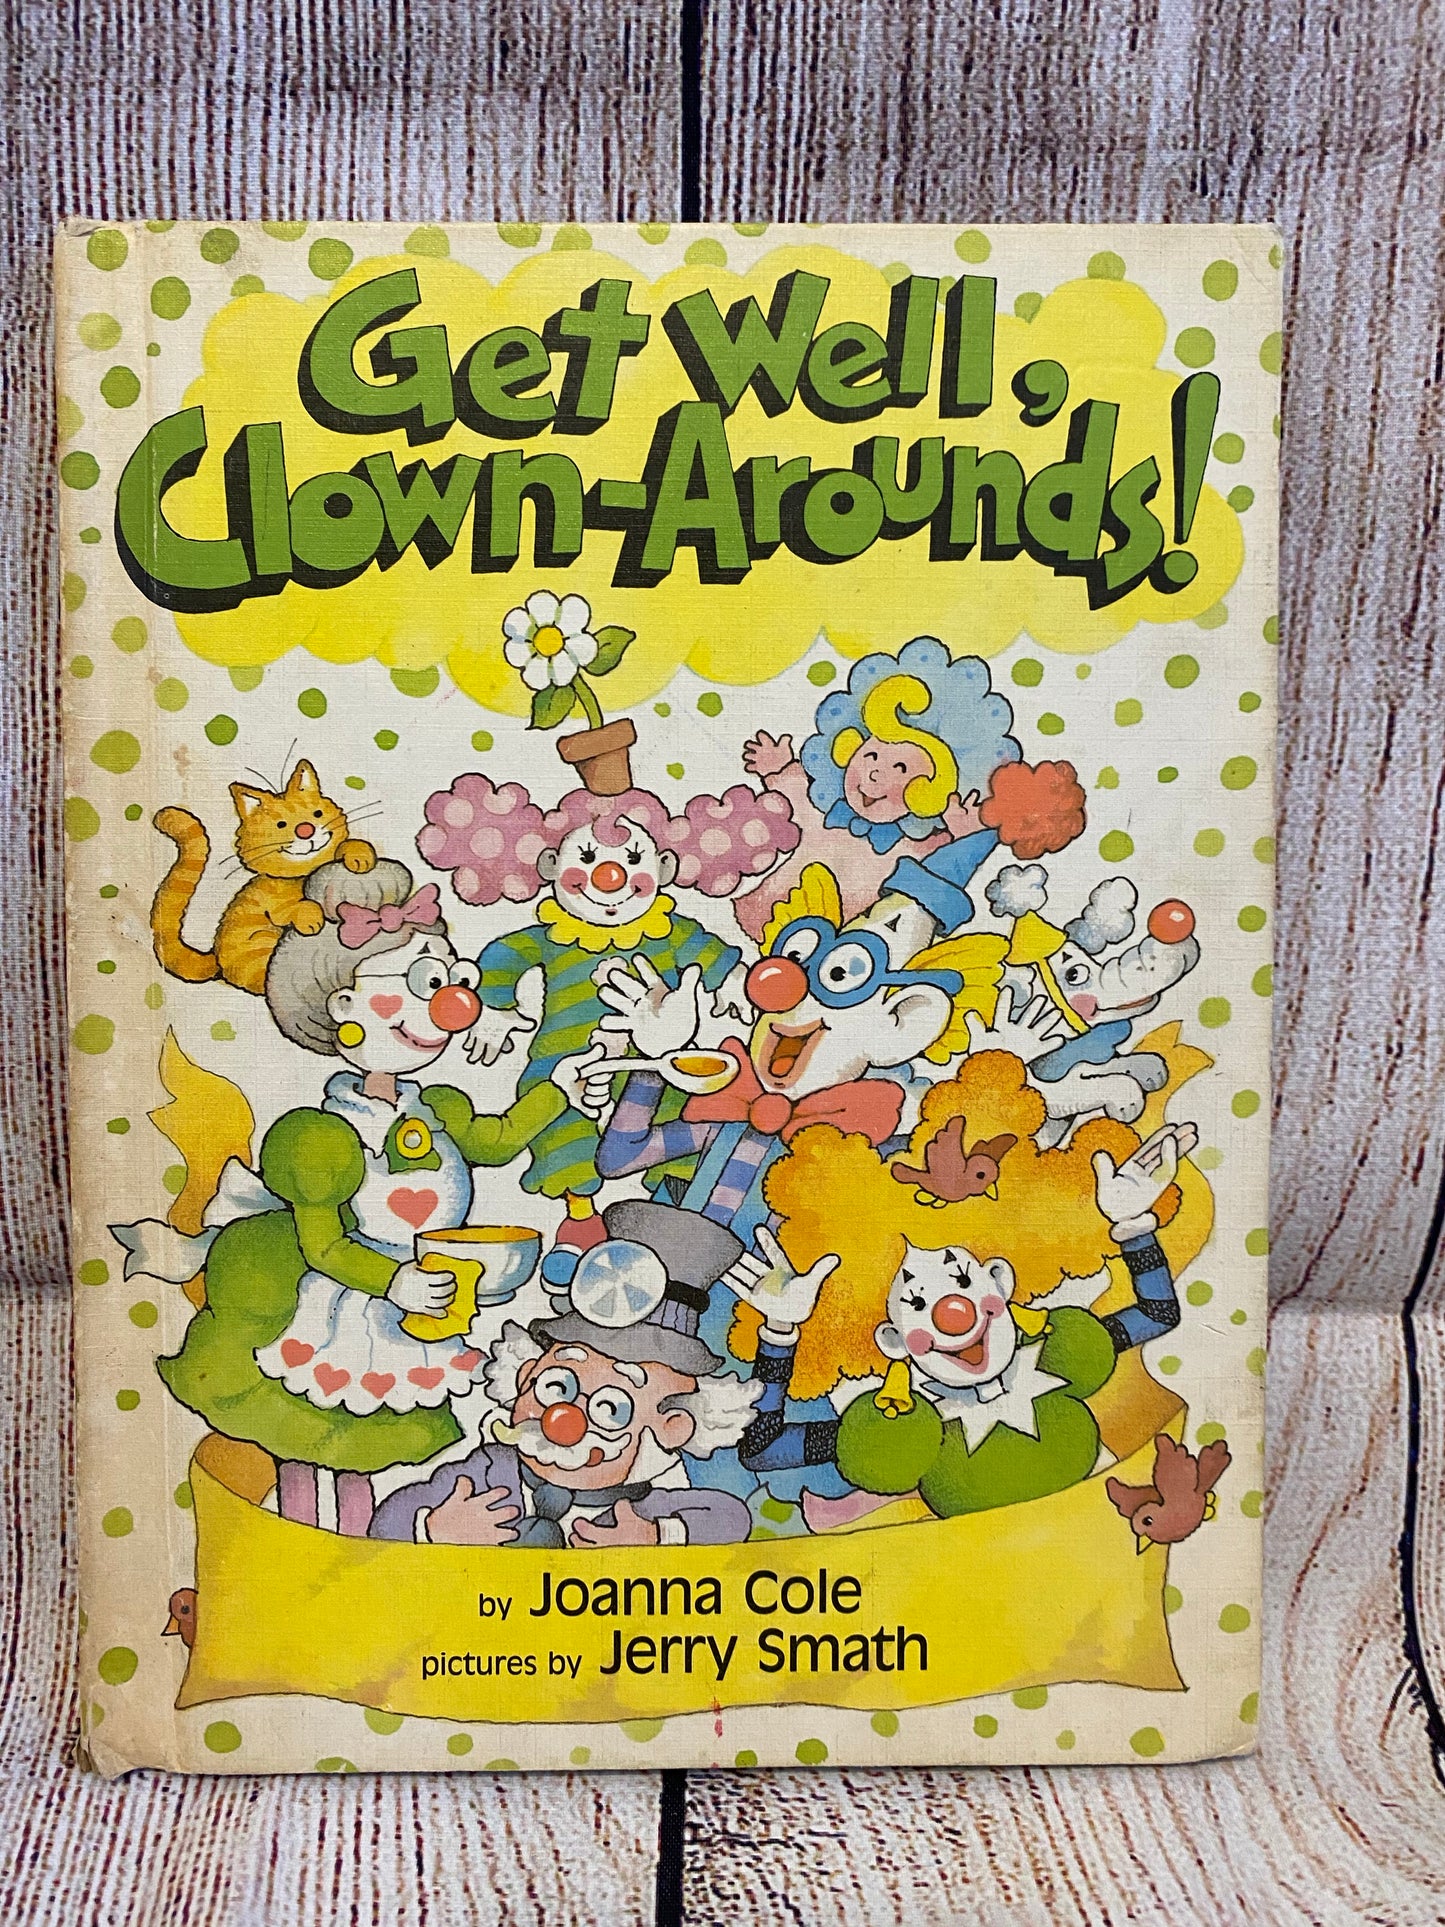 Get Well,
Clown-Arounds!
by Joanna Cole
pictures by Jerry Smath